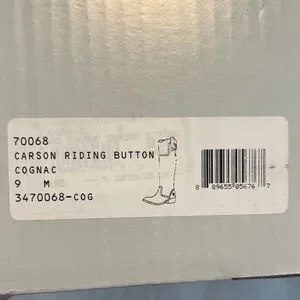 70068
CARSON RIDING BUTTON
COGNAC
9 M
3470068-COG
8 89655 05676 7